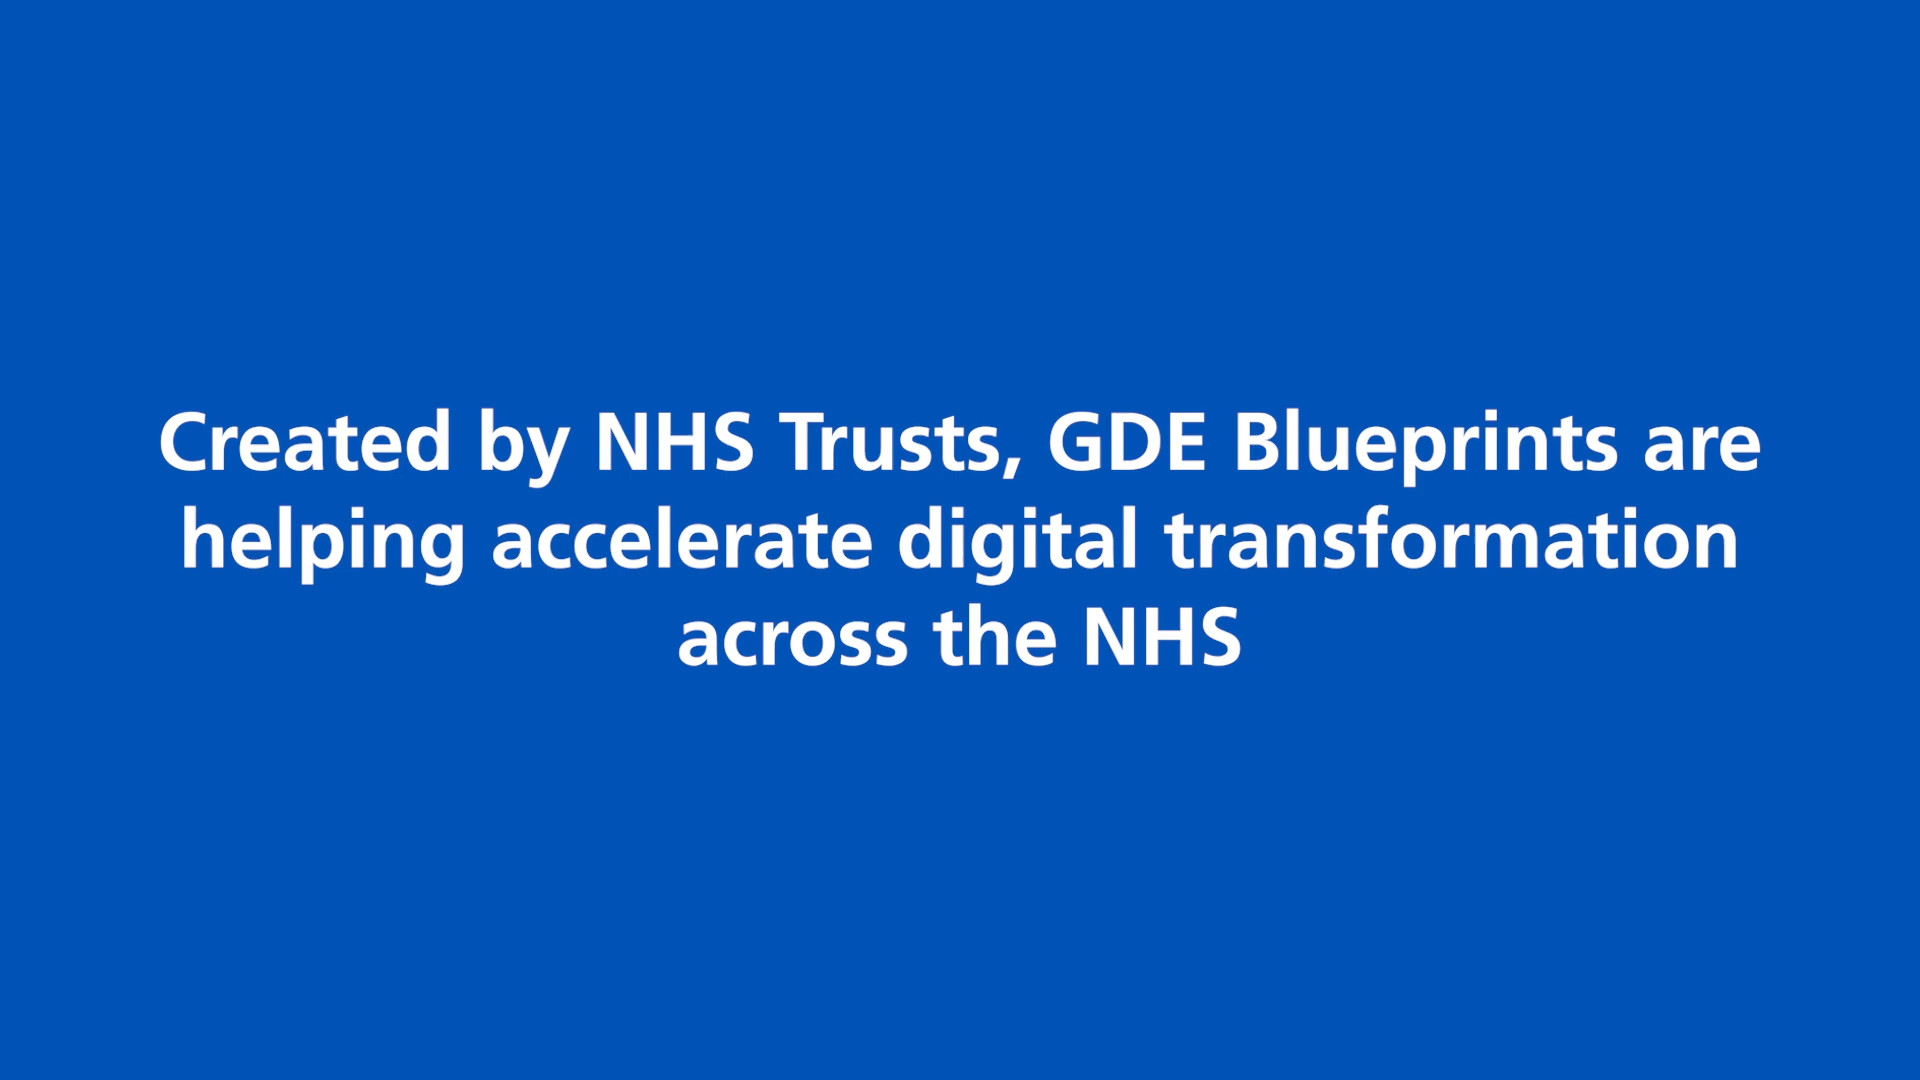 Created by NHS Trusts, GDE Blueprints are
helping accelerate digital transformation
across the NHS